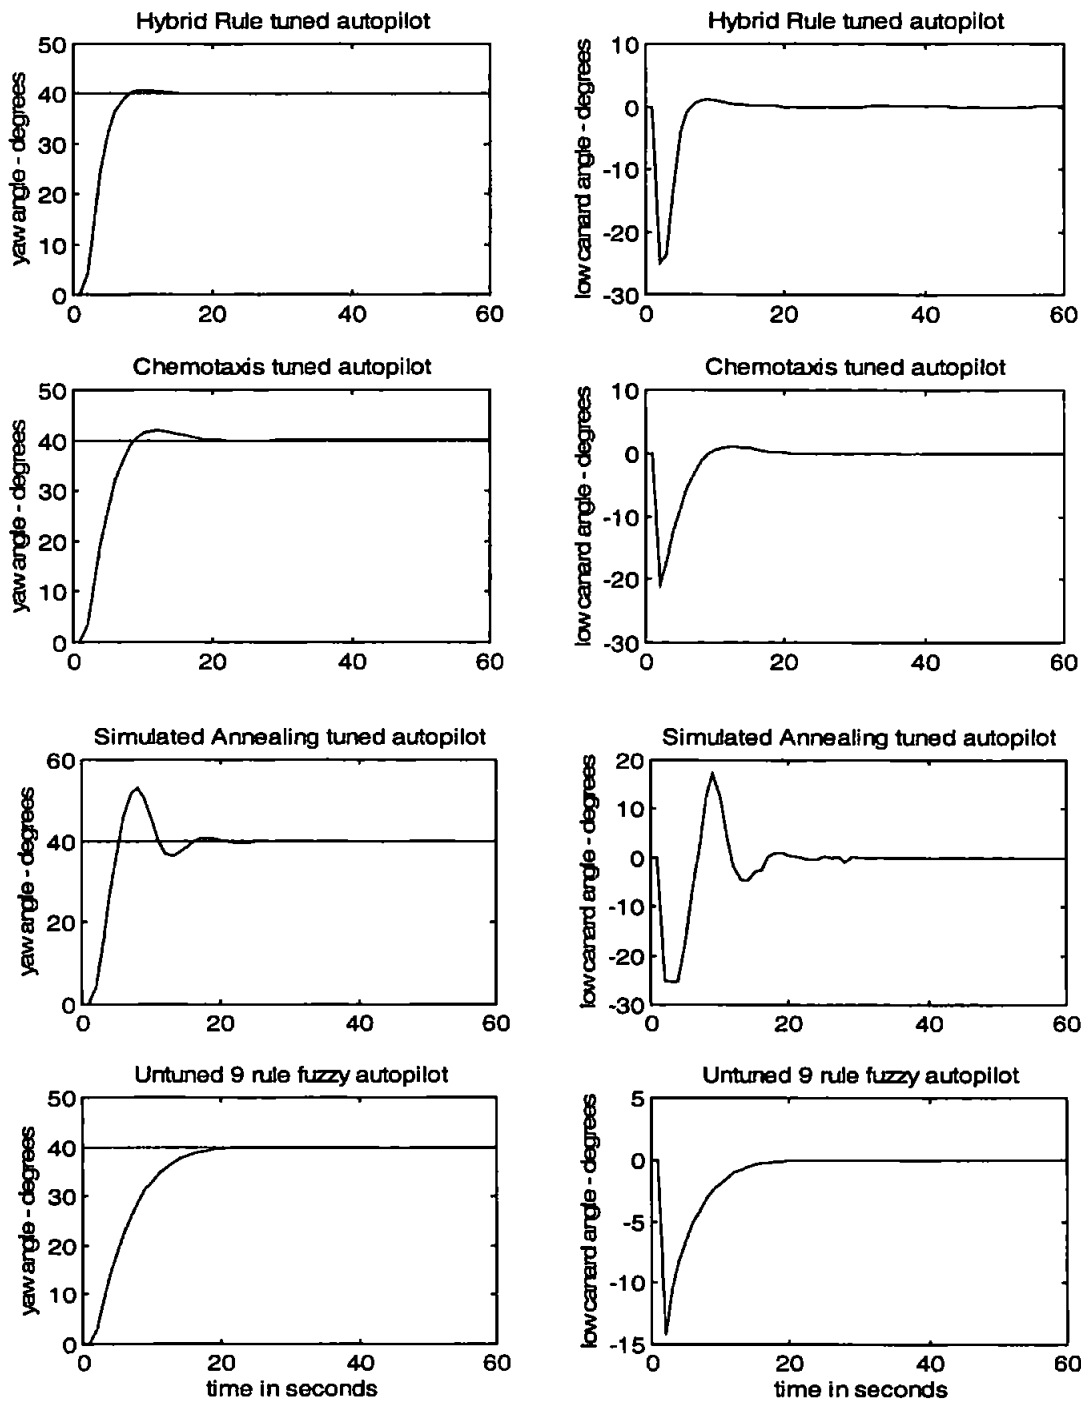 Hybrid Rule tuned autopilot
yaw angle - degrees
50
40
30
20
10
0
0 20 40 60
Hybrid Rule tuned autopilot
low canard angle - degrees
10
0
-10
-20
-30
0 20 40 60
Chemotaxis tuned autopilot
yaw angle - degrees
50
40
30
20
10
0
0 20 40 60
Chemotaxis tuned autopilot
low canard angle - degrees
10
0
-10
-20
-30
0 20 40 60
Simulated Annealing tuned autopilot
yaw angle - degrees
60
40
20
0
0 20 40 60
Simulated Annealing tuned autopilot
low canard angle - degrees
20
10
0
-10
-20
-30
0 20 40 60
Untuned 9 rule fuzzy autopilot
yaw angle - degrees
50
40
30
20
10
0
0 20 40 60
time in seconds
Untuned 9 rule fuzzy autopilot
low canard angle - degrees
5
0
-5
-10
-15
0 20 40 60
time in seconds